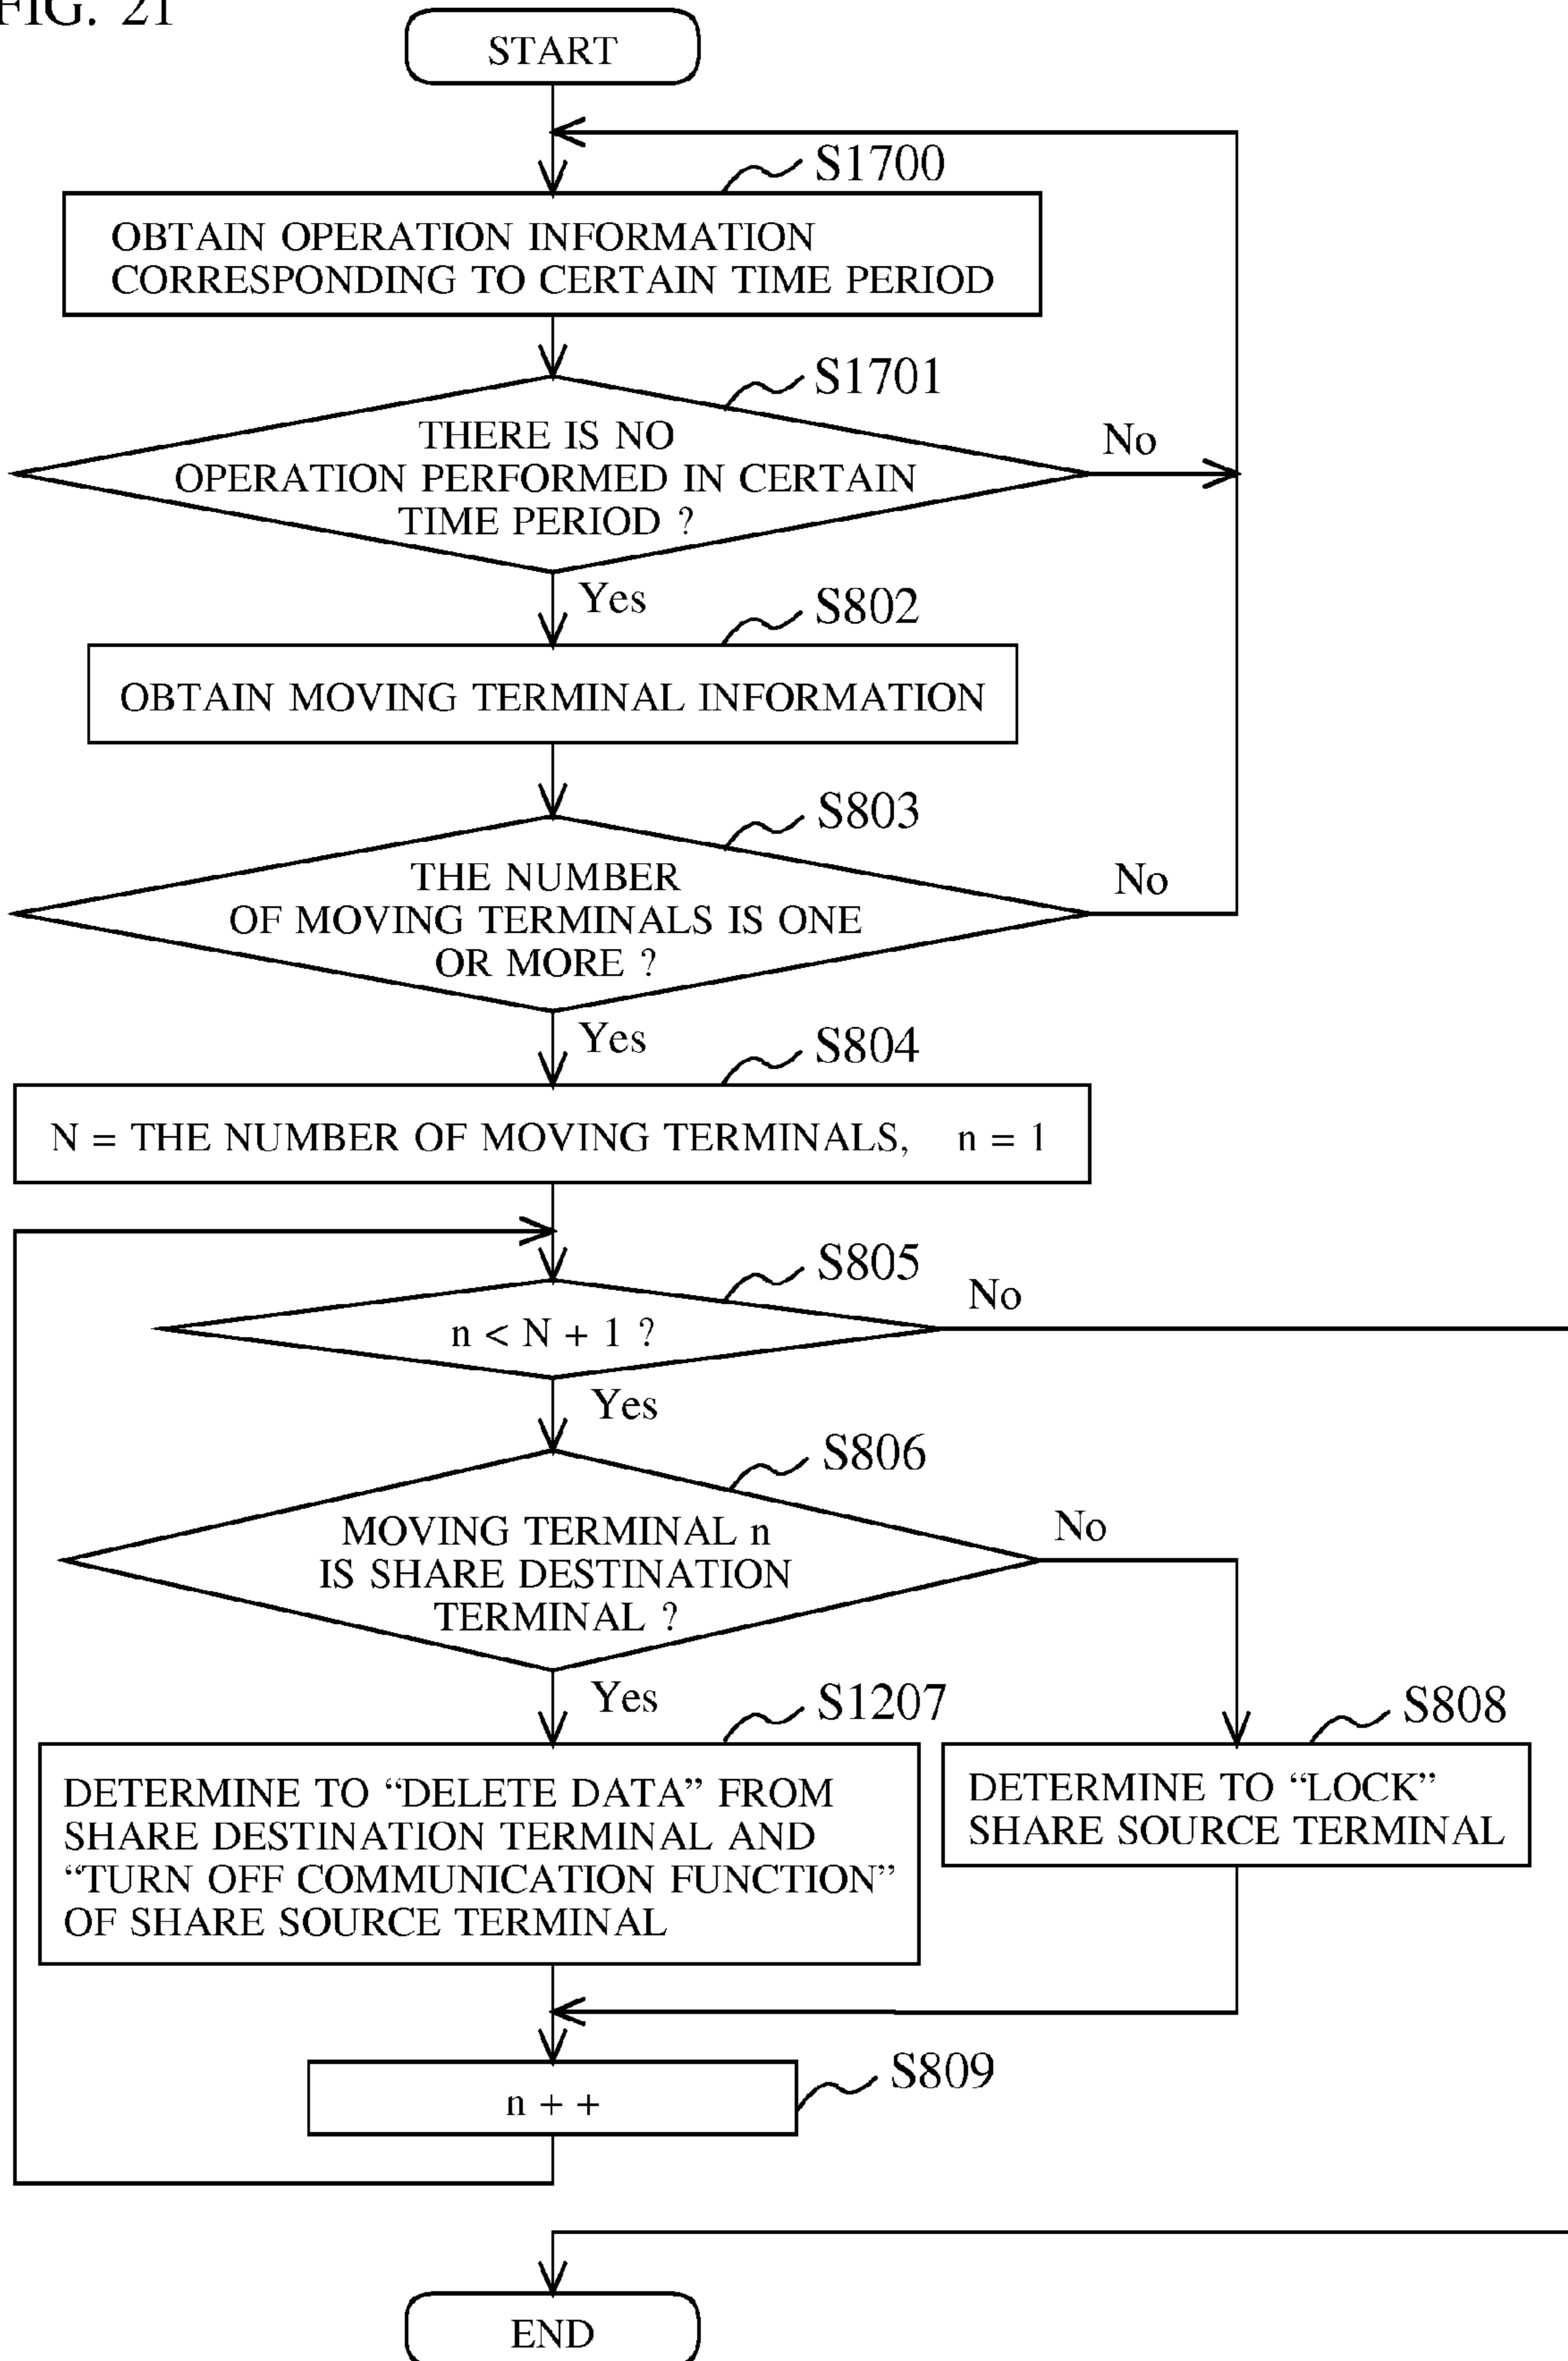 FIG. 21
START
S1700
OBTAIN OPERATION INFORMATION
CORRESPONDING TO CERTAIN TIME PERIOD
S1701
THERE IS NO
OPERATION PERFORMED IN CERTAIN
TIME PERIOD ?
No
Yes
S802
OBTAIN MOVING TERMINAL INFORMATION
S803
THE NUMBER
OF MOVING TERMINALS IS ONE
OR MORE ?
No
Yes
S804
N = THE NUMBER OF MOVING TERMINALS, n = 1
S805
n < N + 1 ?
No
Yes
S806
MOVING TERMINAL n
IS SHARE DESTINATION
TERMINAL ?
No
Yes
S1207
DETERMINE TO “DELETE DATA” FROM
SHARE DESTINATION TERMINAL AND
“TURN OFF COMMUNICATION FUNCTION”
OF SHARE SOURCE TERMINAL
S808
DETERMINE TO “LOCK”
SHARE SOURCE TERMINAL
S809
n + +
END